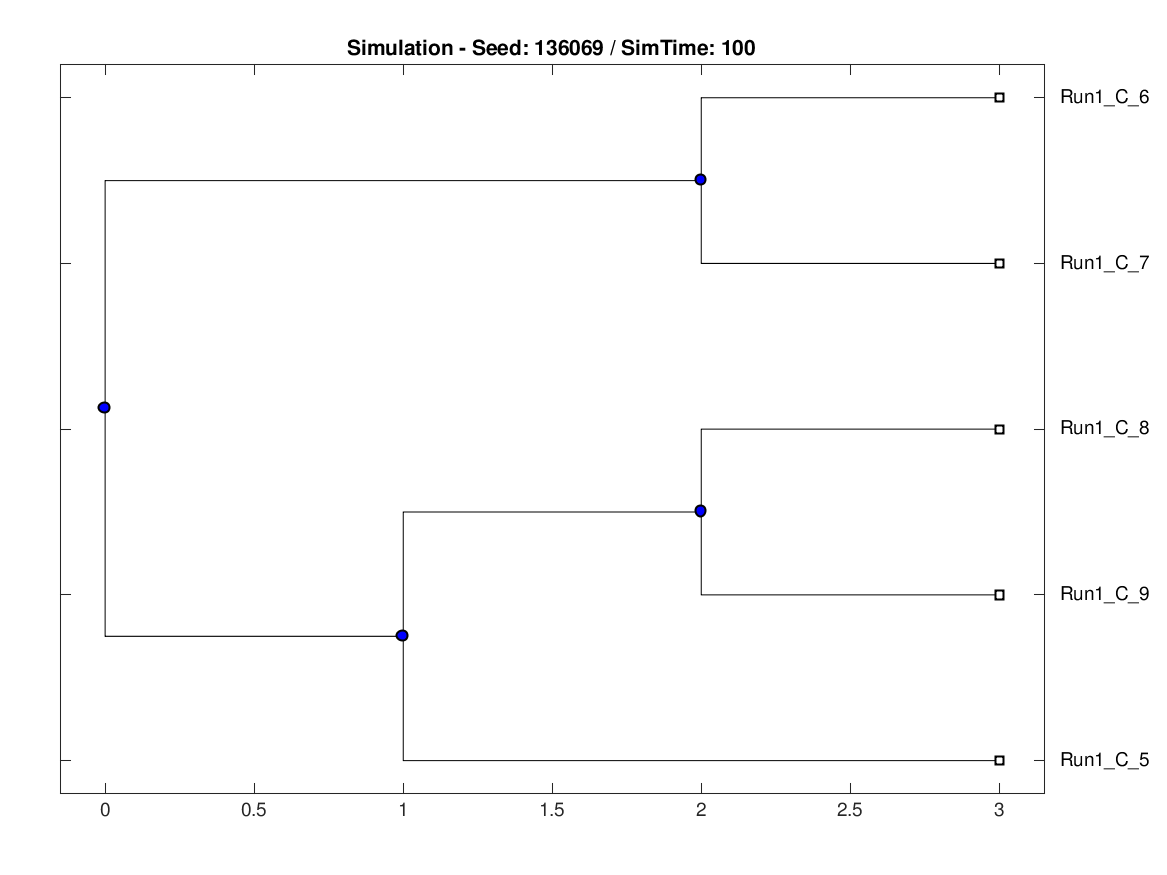 Simulation - Seed: 136069 / SimTime: 100
Run1_C_6
Run1_C_7
Run1_C_8
Run1_C_9
Run1_C_5
0 0.5 1 1.5 2 2.5 3